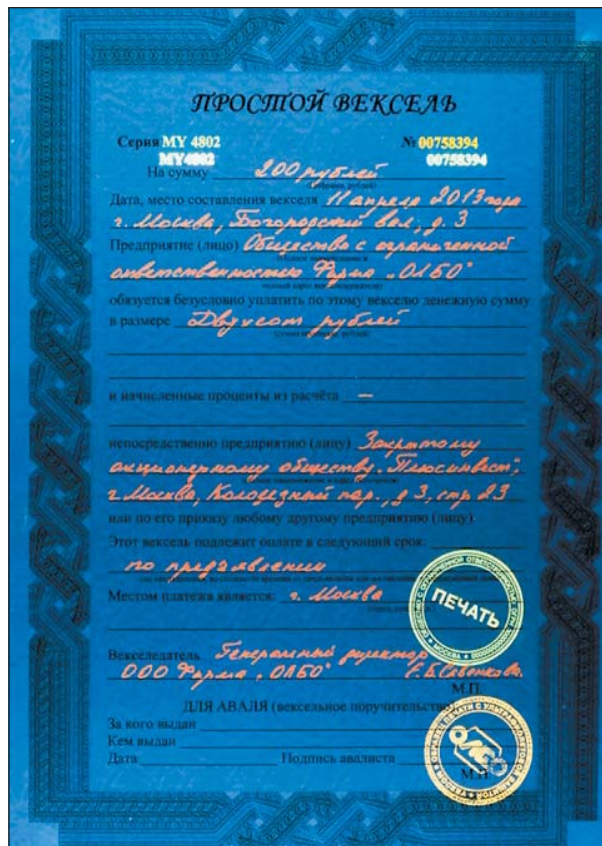 ПРОСТОЙ ВЕКСЕЛЬ
Серия МУ 4802 № 00758394
МУ4802 00758394
На сумму 200 рублей
Дата, место составления векселя 11 апреля 2013 года
г. Москва, Богородский вал, д. 3
Предприятие (лицо) Общество с ограниченной
ответственностью Фирма „ОЛБО"
обязуется безусловно уплатить по этому векселю денежную сумму
в размере Двухсот рублей
и начисленные проценты из расчёта —
непосредственно предприятию (лицу) Закрытому
акционерному обществу „Плюсинвест",
г. Москва, Колодезный пер., д 3, стр 23
или по его приказу любому другому предприятию (лицу).
Этот вексель подлежит оплате в следующий срок:
по предъявлении
Местом платежа является: г. Москва
ПЕЧАТЬ
Векселедатель Генеральный директор
ООО Фирма „ОЛБО" Е.Б.Савенкова
М.П.
ДЛЯ АВАЛЯ (вексельное поручительство)
За кого выдан
Кем выдан
Дата Подпись авалиста
М.П.